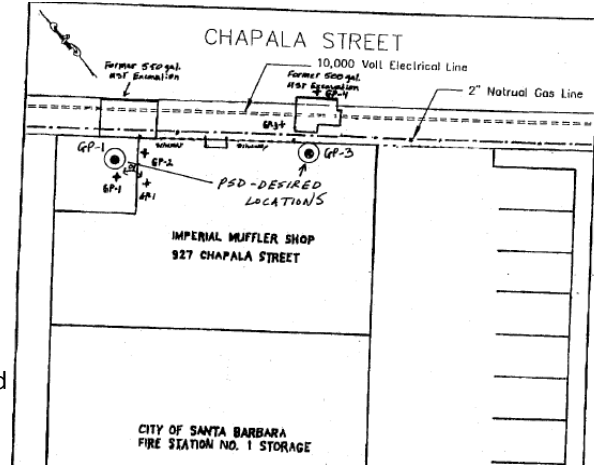 CHAPALA STREET
10,000 Volt Electrical Line
Former 550 gal.
UST Excavation
Former 500 gal.
UST Excavation
GP-4
2" Natrual Gas Line
GP-3
GP-1
GP-2
GP-3
GP-1
GP-1
PSD-DESIRED
LOCATIONS
IMPERIAL MUFFLER SHOP
927 CHAPALA STREET
d
CITY OF SANTA BARBARA
FIRE STATION NO. 1 STORAGE